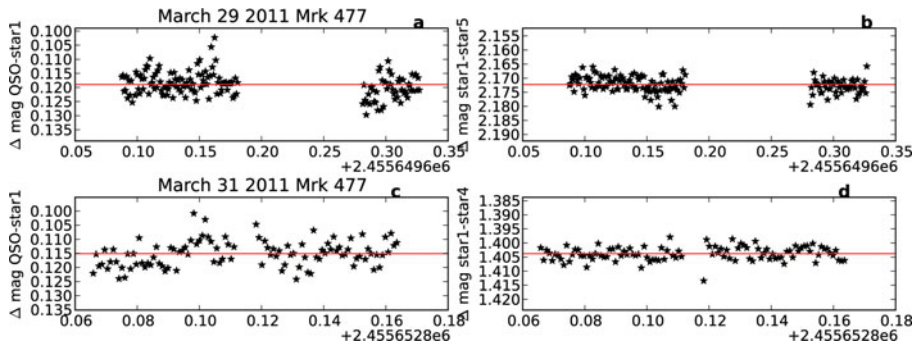 March 29 2011 Mrk 477
a
Δ mag QSO-star1
0.100
0.105
0.110
0.115
0.120
0.125
0.130
0.135
0.05 0.10 0.15 0.20 0.25 0.30 0.35
+2.4556496e6
b
Δ mag star1-star5
2.155
2.160
2.165
2.170
2.175
2.180
2.185
2.190
0.05 0.10 0.15 0.20 0.25 0.30 0.35
+2.4556496e6
March 31 2011 Mrk 477
c
Δ mag QSO-star1
0.100
0.105
0.110
0.115
0.120
0.125
0.130
0.135
0.06 0.08 0.10 0.12 0.14 0.16 0.18
+2.4556528e6
d
Δ mag star1-star4
1.385
1.390
1.395
1.400
1.405
1.410
1.415
1.420
0.06 0.08 0.10 0.12 0.14 0.16 0.18
+2.4556528e6